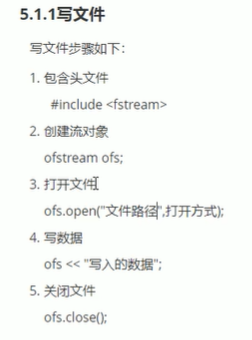 5.1.1写文件
写文件步骤如下：
1. 包含头文件
#include <fstream>
2. 创建流对象
ofstream ofs;
3. 打开文件
ofs.open("文件路径",打开方式);
4. 写数据
ofs << "写入的数据";
5. 关闭文件
ofs.close();